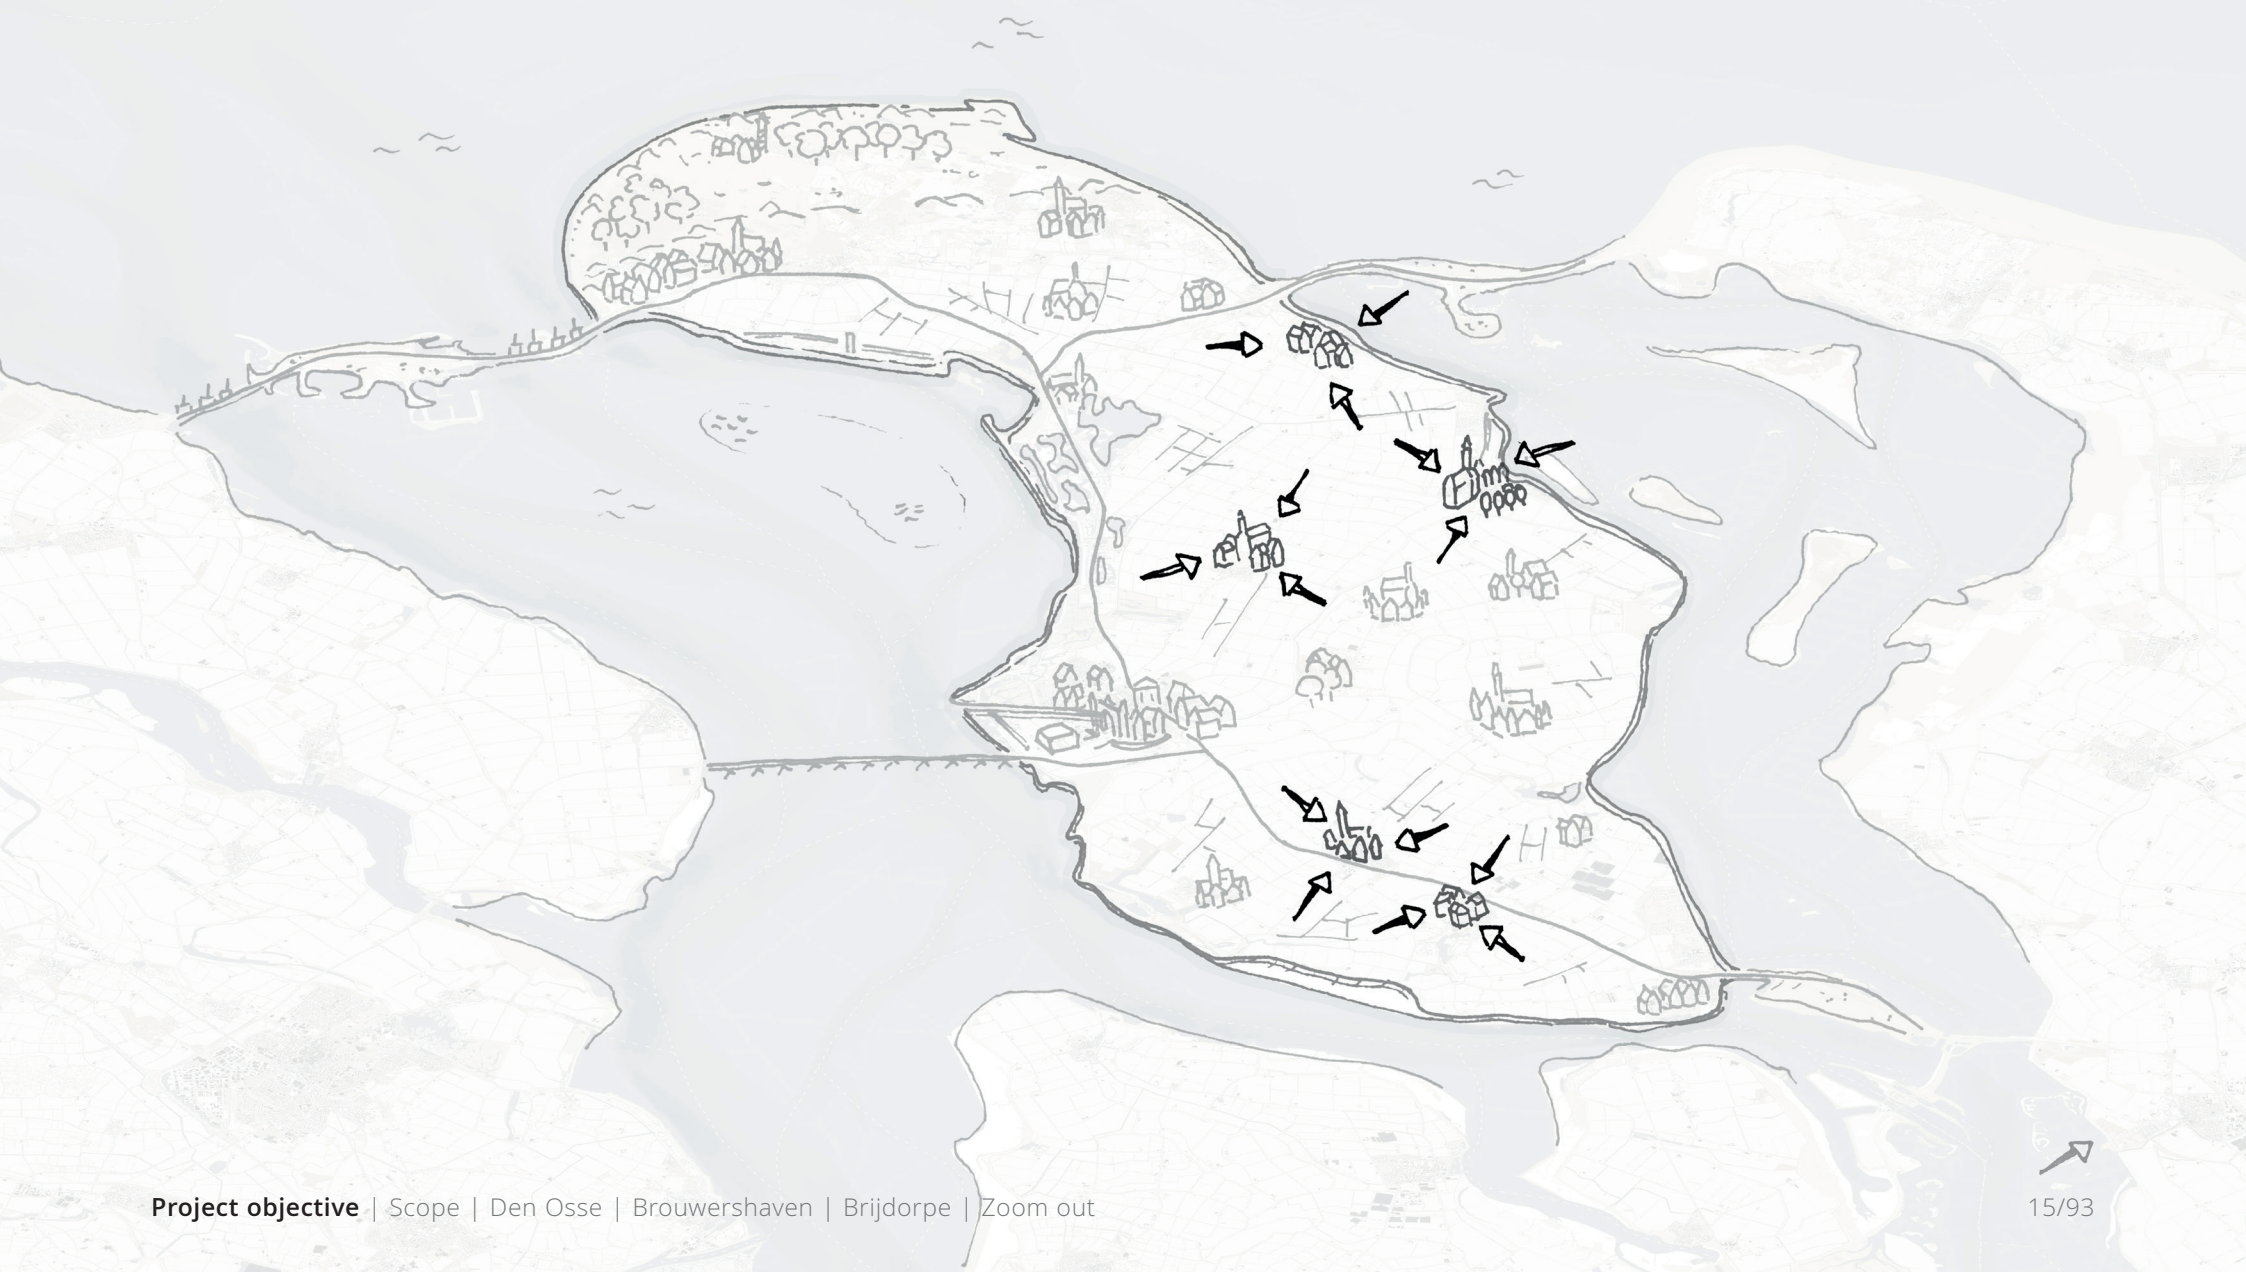 Project objective | Scope | Den Osse | Brouwershaven | Brijdorpe | Zoom out
15/93